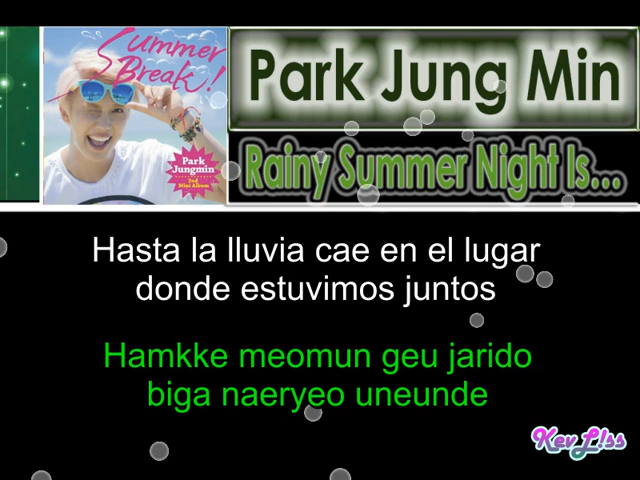 Summer
Break!
Park
Jungmin
2nd
Mini Album
Park Jung Min
Rainy Summer Night Is...
Hasta la lluvia cae en el lugar
donde estuvimos juntos
Hamkke meomun geu jarido
biga naeryeo uneunde
KevL!ss